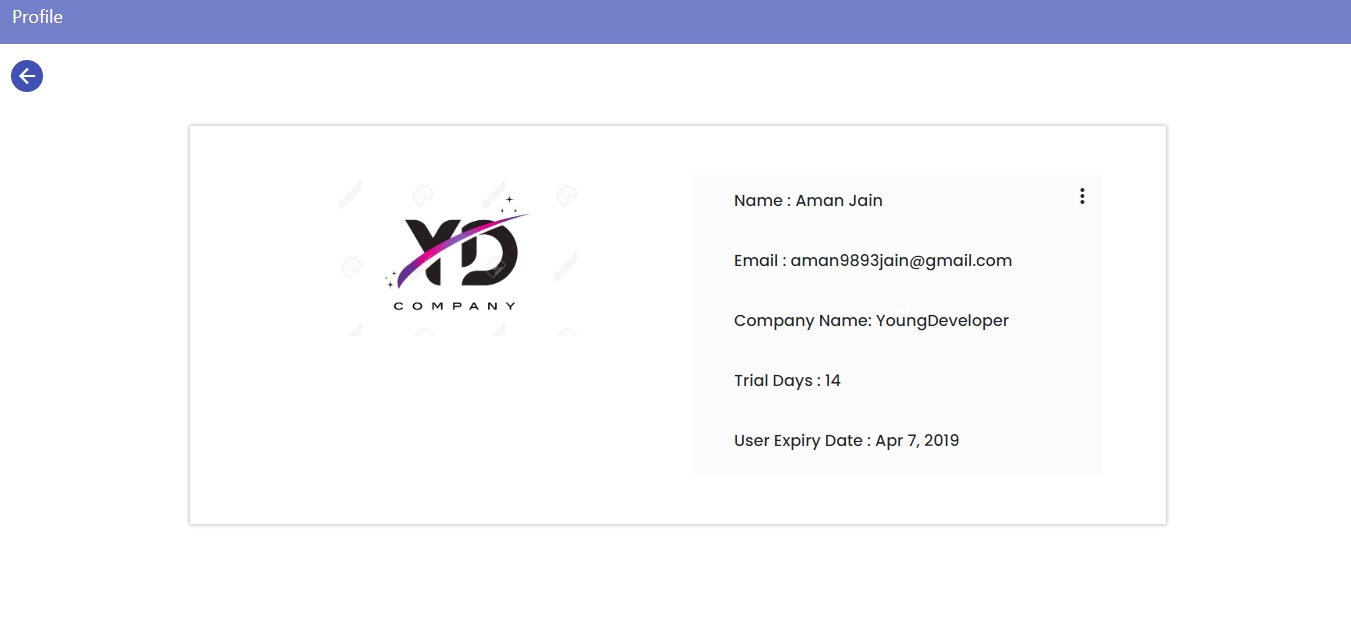 Profile
YD
COMPANY
Name : Aman Jain
Email : aman9893jain@gmail.com
Company Name: YoungDeveloper
Trial Days : 14
User Expiry Date : Apr 7, 2019